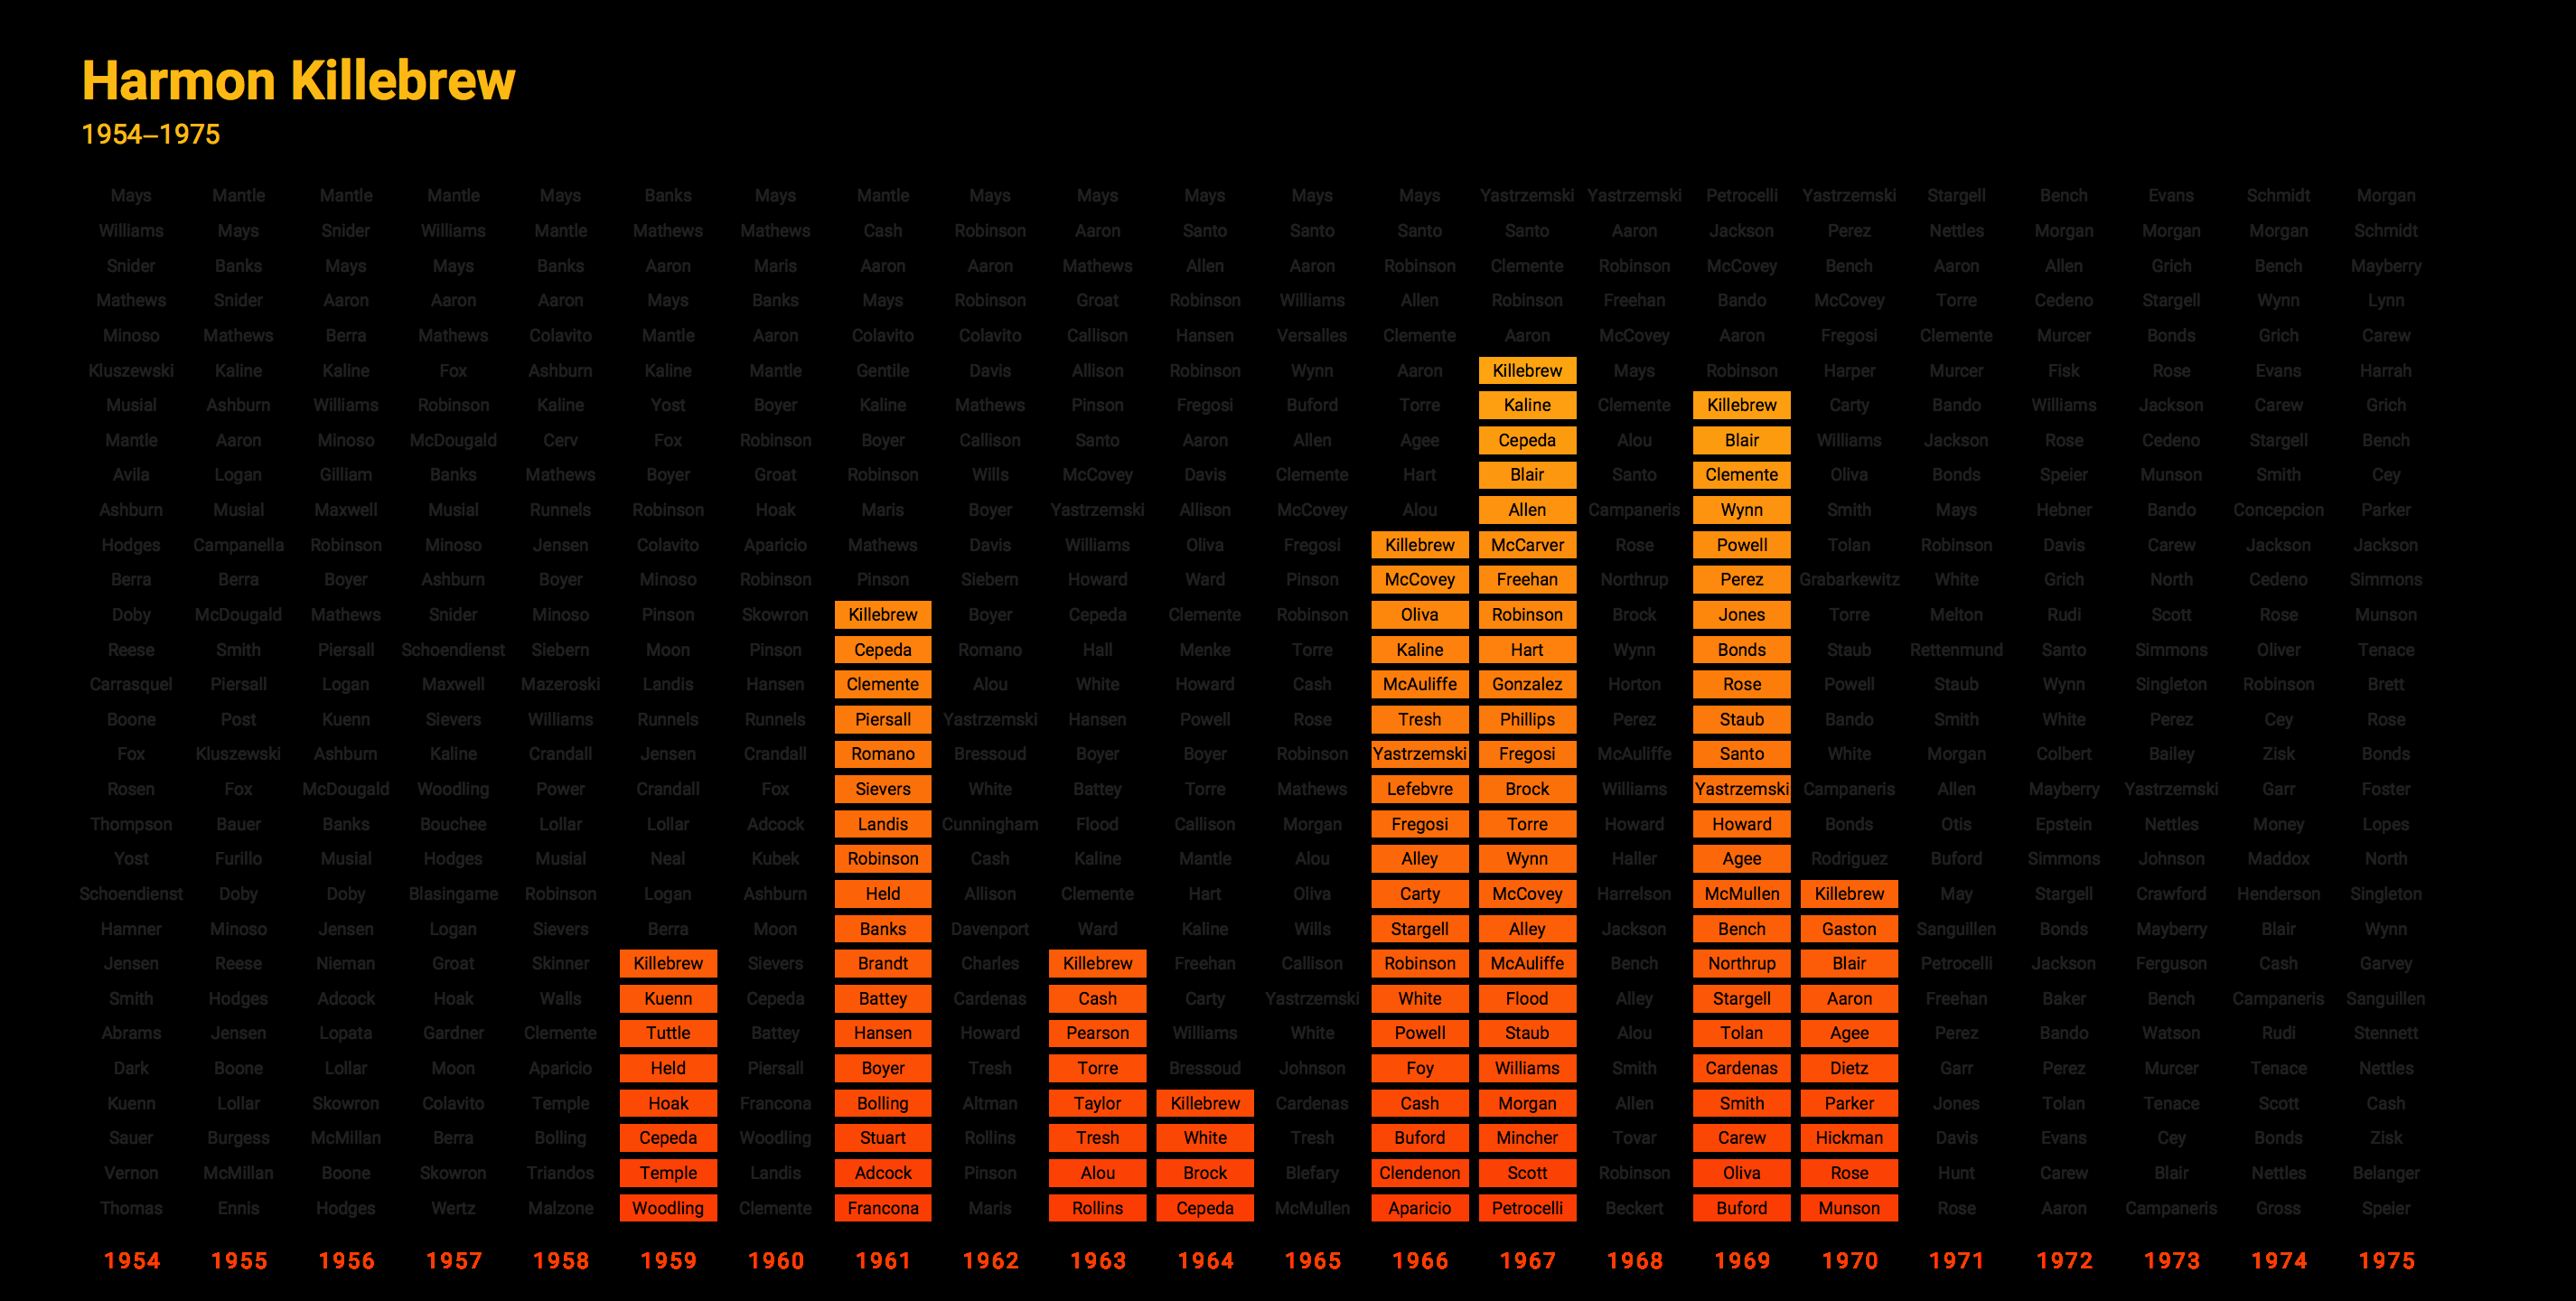 Harmon Killebrew
1954–1975
Mays Mantle Mantle Mantle Mays Banks Mays Mantle Mays Mays Mays Mays Mays Yastrzemski Yastrzemski Petrocelli Yastrzemski Stargell Bench Evans Schmidt Morgan
Williams Mays Snider Williams Mantle Mathews Mathews Cash Robinson Aaron Santo Santo Santo Santo Aaron Jackson Perez Nettles Morgan Morgan Morgan Schmidt
Snider Banks Mays Mays Banks Aaron Maris Aaron Aaron Mathews Allen Aaron Robinson Clemente Robinson McCovey Bench Aaron Allen Grich Bench Mayberry
Mathews Snider Aaron Aaron Aaron Mays Banks Mays Robinson Groat Robinson Williams Allen Robinson Freehan Bando McCovey Torre Cedeno Stargell Wynn Lynn
Minoso Mathews Berra Mathews Colavito Mantle Aaron Colavito Colavito Callison Hansen Versalles Clemente Aaron McCovey Aaron Fregosi Clemente Murcer Bonds Grich Carew
Kluszewski Kaline Kaline Fox Ashburn Kaline Mantle Gentile Davis Allison Robinson Wynn Aaron Killebrew Mays Robinson Harper Murcer Fisk Rose Evans Harrah
Musial Ashburn Williams Robinson Kaline Yost Boyer Kaline Mathews Pinson Fregosi Buford Torre Kaline Clemente Killebrew Carty Bando Williams Jackson Carew Grich
Mantle Aaron Minoso McDougald Cerv Fox Robinson Boyer Callison Santo Aaron Allen Agee Cepeda Alou Blair Williams Jackson Rose Cedeno Stargell Bench
Avila Logan Gilliam Banks Mathews Boyer Groat Robinson Wills McCovey Davis Clemente Hart Blair Santo Clemente Oliva Bonds Speier Munson Smith Cey
Ashburn Musial Maxwell Musial Runnels Robinson Hoak Maris Boyer Yastrzemski Allison McCovey Alou Allen Campaneris Wynn Smith Mays Hebner Bando Concepcion Parker
Hodges Campanella Robinson Minoso Jensen Colavito Aparicio Mathews Davis Williams Oliva Fregosi Killebrew McCarver Rose Powell Tolan Robinson Davis Carew Jackson Jackson
Berra Berra Boyer Ashburn Boyer Minoso Robinson Pinson Siebern Howard Ward Pinson McCovey Freehan Northrup Perez Grabarkewitz White Grich North Cedeno Simmons
Doby McDougald Mathews Snider Minoso Pinson Skowron Killebrew Boyer Cepeda Clemente Robinson Oliva Robinson Brock Jones Torre Melton Rudi Scott Rose Munson
Reese Smith Piersall Schoendienst Siebern Moon Pinson Cepeda Romano Hall Menke Torre Kaline Hart Wynn Bonds Staub Rettenmund Santo Simmons Oliver Tenace
Carrasquel Piersall Logan Maxwell Mazeroski Landis Hansen Clemente Alou White Howard Cash McAuliffe Gonzalez Horton Rose Powell Staub Wynn Singleton Robinson Brett
Boone Post Kuenn Sievers Williams Runnels Runnels Piersall Yastrzemski Hansen Powell Rose Tresh Phillips Perez Staub Bando Smith White Perez Cey Rose
Fox Kluszewski Ashburn Kaline Crandall Jensen Crandall Romano Bressoud Boyer Boyer Robinson Yastrzemski Fregosi McAuliffe Santo White Morgan Colbert Bailey Zisk Bonds
Rosen Fox McDougald Woodling Power Crandall Fox Sievers White Battey Torre Mathews Lefebvre Brock Williams Yastrzemski Campaneris Allen Mayberry Yastrzemski Garr Foster
Thompson Bauer Banks Bouchee Lollar Lollar Adcock Landis Cunningham Flood Callison Morgan Fregosi Torre Howard Howard Bonds Otis Epstein Nettles Money Lopes
Yost Furillo Musial Hodges Musial Neal Kubek Robinson Cash Kaline Mantle Alou Alley Wynn Haller Agee Rodriguez Buford Simmons Johnson Maddox North
Schoendienst Doby Doby Blasingame Robinson Logan Ashburn Held Allison Clemente Hart Oliva Carty McCovey Harrelson McMullen Killebrew May Stargell Crawford Henderson Singleton
Hamner Minoso Jensen Logan Sievers Berra Moon Banks Davenport Ward Kaline Wills Stargell Alley Jackson Bench Gaston Sanguillen Bonds Mayberry Blair Wynn
Jensen Reese Nieman Groat Skinner Killebrew Sievers Brandt Charles Killebrew Freehan Callison Robinson McAuliffe Bench Northrup Blair Petrocelli Jackson Ferguson Cash Garvey
Smith Hodges Adcock Hoak Walls Kuenn Cepeda Battey Cardenas Cash Carty Yastrzemski White Flood Alley Stargell Aaron Freehan Baker Bench Campaneris Sanguillen
Abrams Jensen Lopata Gardner Clemente Tuttle Battey Hansen Howard Pearson Williams White Powell Staub Alou Tolan Agee Perez Bando Watson Rudi Stennett
Dark Boone Lollar Moon Aparicio Held Piersall Boyer Tresh Torre Bressoud Johnson Foy Williams Smith Cardenas Dietz Garr Perez Murcer Tenace Nettles
Kuenn Lollar Skowron Colavito Temple Hoak Francona Bolling Altman Taylor Killebrew Cardenas Cash Morgan Allen Smith Parker Jones Tolan Tenace Scott Cash
Sauer Burgess McMillan Berra Bolling Cepeda Woodling Stuart Rollins Tresh White Tresh Buford Mincher Tovar Carew Hickman Davis Evans Cey Bonds Zisk
Vernon McMillan Boone Skowron Triandos Temple Landis Adcock Pinson Alou Brock Blefary Clendenon Scott Robinson Oliva Rose Hunt Carew Blair Nettles Belanger
Thomas Ennis Hodges Wertz Malzone Woodling Clemente Francona Maris Rollins Cepeda McMullen Aparicio Petrocelli Beckert Buford Munson Rose Aaron Campaneris Gross Speier
1954 1955 1956 1957 1958 1959 1960 1961 1962 1963 1964 1965 1966 1967 1968 1969 1970 1971 1972 1973 1974 1975